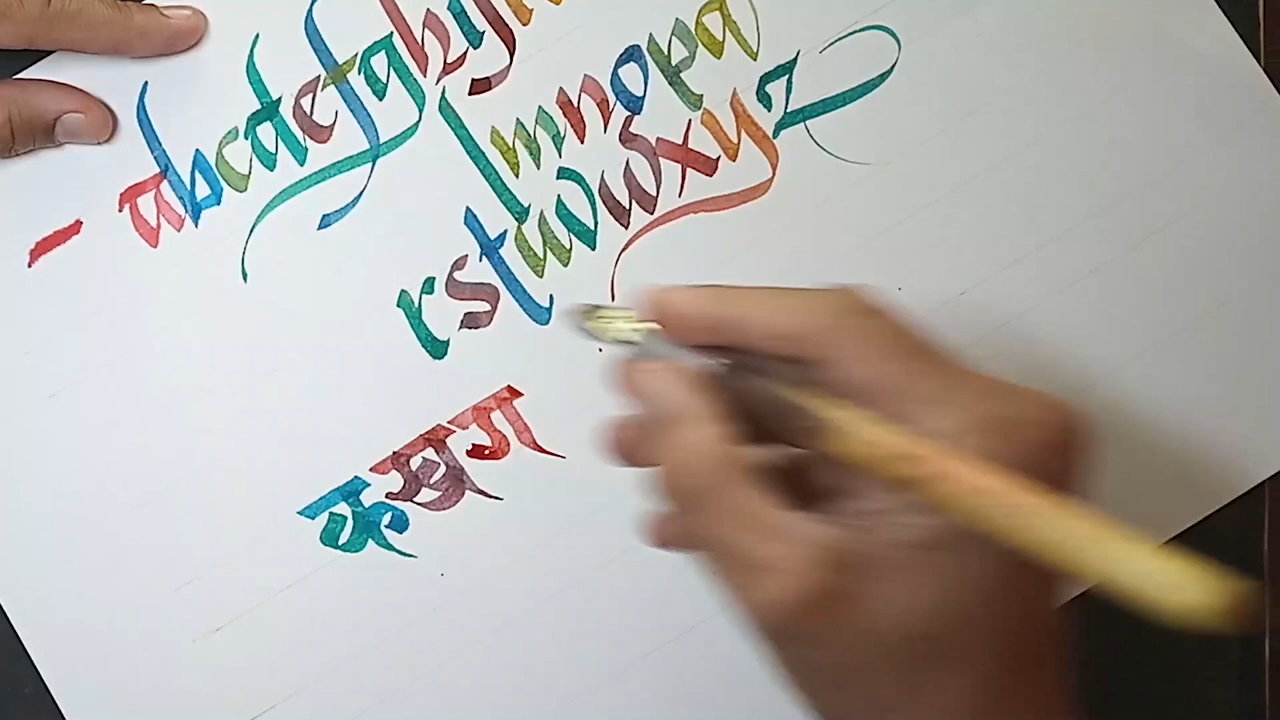 - abcdefghij
lmnopq
rstuvwxyz
कखग